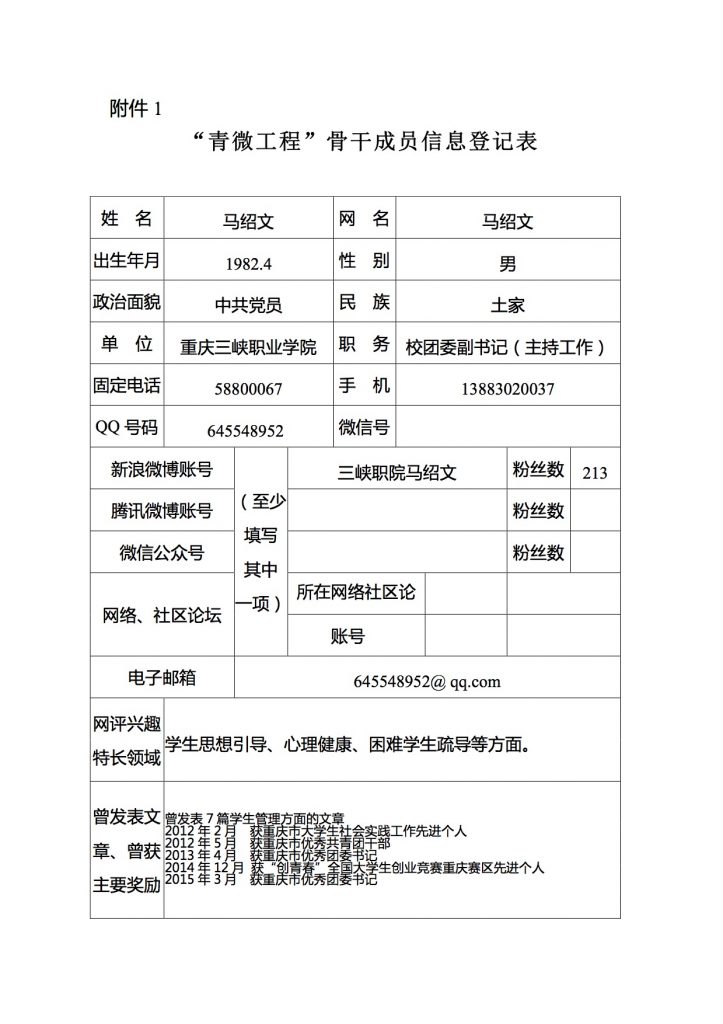 附件 1
“青微工程”骨干成员信息登记表
姓 名 马绍文 网 名 马绍文
出生年月 1982.4 性 别 男
政治面貌 中共党员 民 族 土家
单 位 重庆三峡职业学院 职 务 校团委副书记（主持工作）
固定电话 58800067 手 机 13883020037
QQ 号码 645548952 微信号
新浪微博账号 三峡职院马绍文 粉丝数 213
（至少
填写
其中
一项）
腾讯微博账号 粉丝数
微信公众号 粉丝数
网络、社区论坛 所在网络社区论
账号
电子邮箱 645548952@ qq.com
网评兴趣
特长领域
学生思想引导、心理健康、困难学生疏导等方面。
曾发表文
章、曾获
主要奖励
曾发表 7 篇学生管理方面的文章
2012 年 2 月 获重庆市大学生社会实践工作先进个人
2012 年 5 月 获重庆市优秀共青团干部
2013 年 4 月 获重庆市优秀团委书记
2014 年 12 月 获“创青春”全国大学生创业竞赛重庆赛区先进个人
2015 年 3 月 获重庆市优秀团委书记